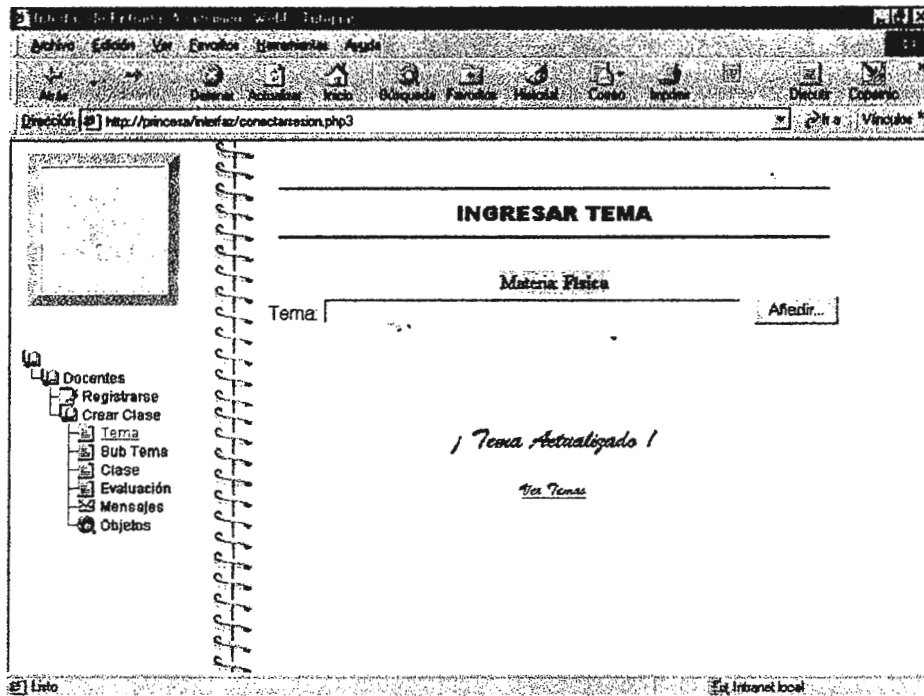 Archivo Edición Ver Favoritos Herramientas Ayuda
Atrás Detener Actualizar Inicio Búsqueda Favoritos Historial Correo Imprimir Discutir Copernic
Dirección http://princesa/interfaz/conectarsesion.php3 Ir a Vínculos
INGRESAR TEMA
Materia: Física
Tema: Añadir...
Docentes
Registrarse
Crear Clase
Tema
Sub Tema
Clase
Evaluación
Mensajes
Objetos
¡ Tema Actualizado !
Ver Temas
Listo Intranet local